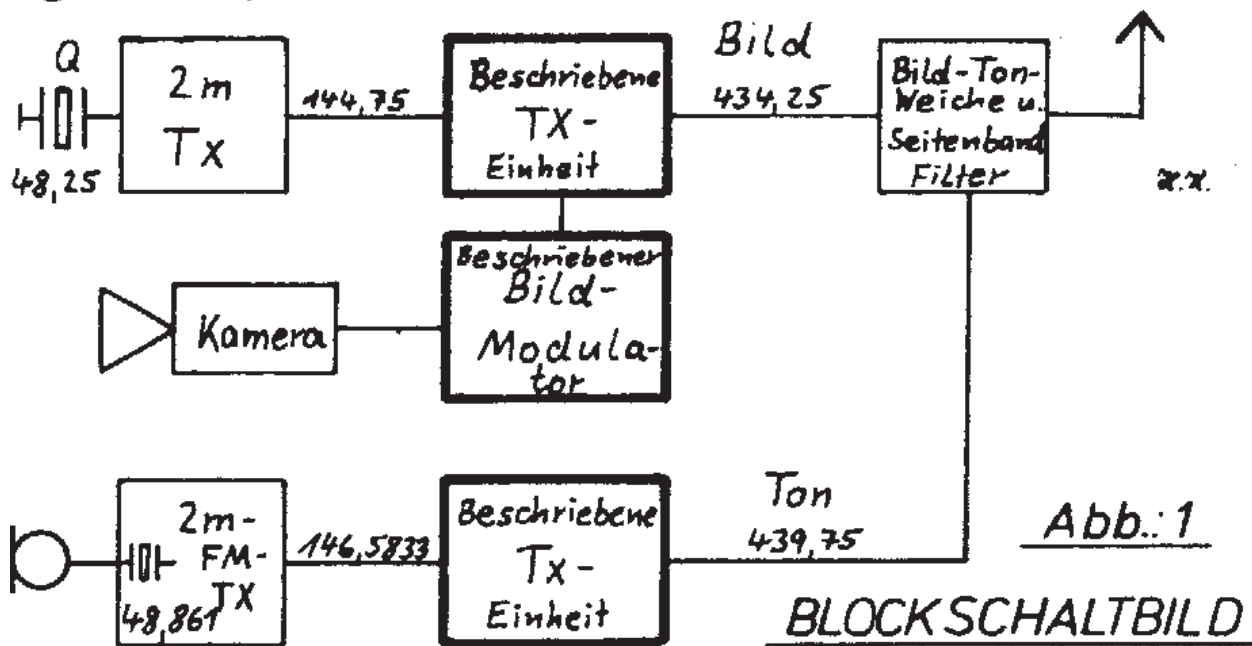 Q
48,25
2m
Tx
144,75
Beschriebene
TX-
Einheit
Bild
434,25
Bild-Ton-
Weiche u.
Seitenband
Filter
x.x.
Kamera
Beschriebener
Bild-
Modula-
tor
2m-
FM-
TX
48,861
146,5833
Beschriebene
Tx-
Einheit
Ton
439,75
Abb.:1
BLOCKSCHALTBILD